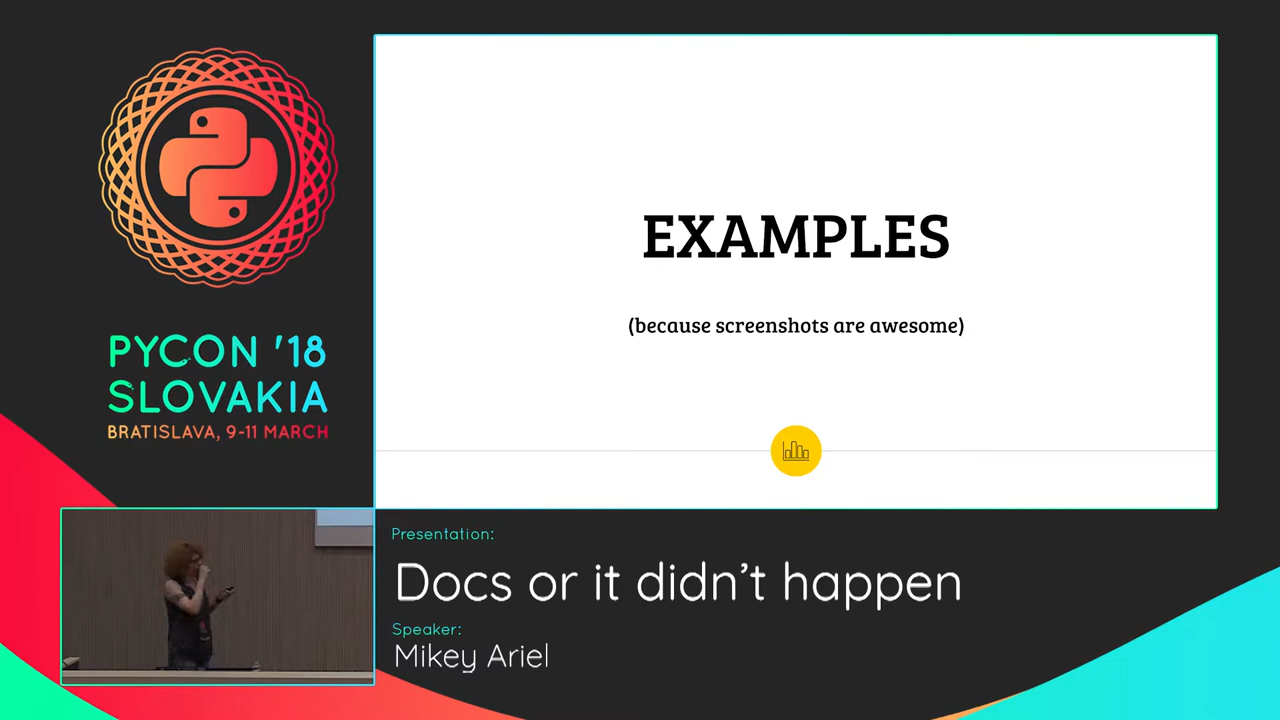 PYCON '18
SLOVAKIA
BRATISLAVA, 9-11 MARCH
EXAMPLES
(because screenshots are awesome)
Presentation:
Docs or it didn’t happen
Speaker:
Mikey Ariel